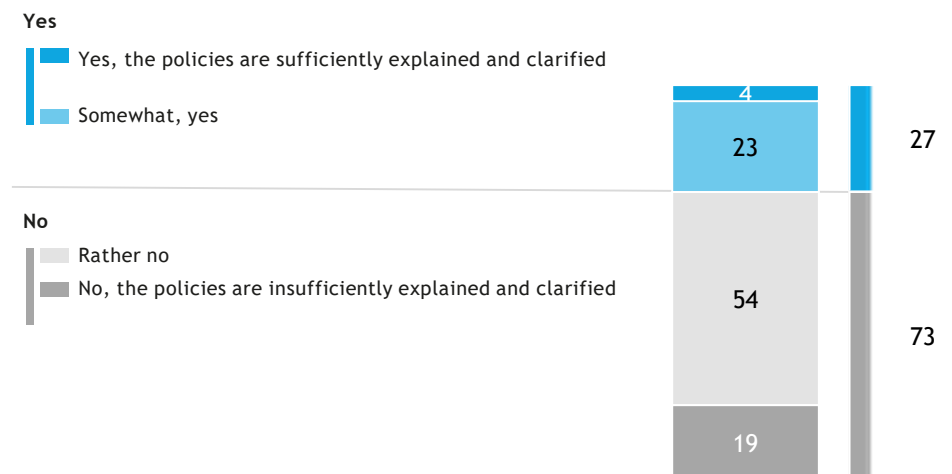 Yes
Yes, the policies are sufficiently explained and clarified
Somewhat, yes
4
23
27
No
Rather no
No, the policies are insufficiently explained and clarified
54
73
19